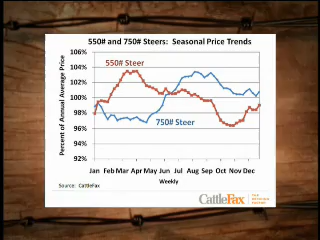 550# and 750# Steers: Seasonal Price Trends
Percent of Annual Average Price
106%
104%
102%
100%
98%
96%
94%
92%
550# Steer
750# Steer
Jan Feb Mar Apr May Jun Jul Aug Sep Oct Nov Dec
Weekly
Source: CattleFax
CattleFax